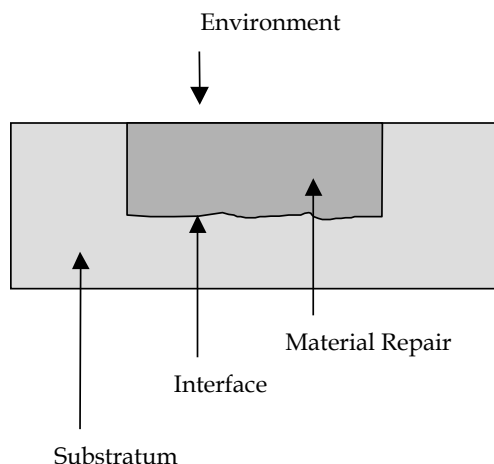 Environment
Material Repair
Interface
Substratum